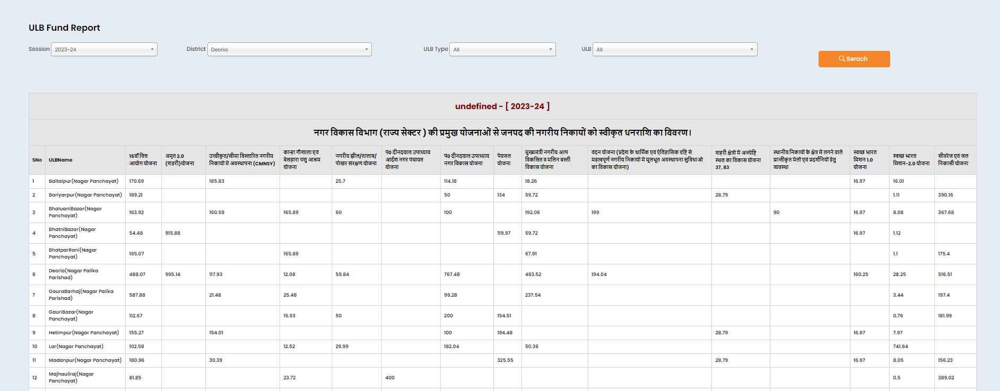 ULB Fund Report
Session 2023-24 District Deoria ULB Type All ULB All
Serach
undefined - [ 2023-24 ]
नगर विकास विभाग (राज्य सेक्टर ) की प्रमुख योजनाओं से जनपद की नगरीय निकायों को स्वीकृत धनराशि का विवरण।
SNo ULBName 15वाँ वित्त आयोग योजना अमृत 2.0 (शहरी)योजना उच्चीकृत/सीमा विस्तारित नगरीय निकायों में अवस्थापना (CMNSY) कान्हा गौशाला एवं बेसहारा पशु आश्रम योजना नगरीय झील/तालाब/पोखर संरक्षण योजना पं0 दीनदयाल उपाध्याय आर्दश नगर पंचायत योजना पं0 दीनदयाल उपाध्याय नगर विकास योजना पेयजल योजना मुख्यमंत्री नगरीय अल्प विकसित व मलिन बस्ती विकास योजना वंदन योजना (प्रदेश के धार्मिक एवं ऐतिहासिक दृष्टि से महत्वपूर्ण नगरीय निकायों में मूलभूत अवस्थापना सुविधाओं का विकास योजना) शहरी क्षेत्रों में अन्त्येष्टि स्थल का विकास योजना 37, 83 स्थानीय निकायों के क्षेत्र में लगने वाले प्रान्तीकृत मेलों एवं प्रदर्शनियों हेतु व्यवस्था स्वच्छ भारत मिशन 1.0 योजना स्वच्छ भारत मिशन-2.0 योजना सीवरेज एवं जल निकासी योजना
1 Baitalpur(Nagar Panchayat) 170.69 185.83 25.7 114.18 18.26 16.97 16.01
2 Bariyarpur(Nagar Panchayat) 189.21 50 134 59.72 28.79 1.11 390.16
3 BhaluaniBazar(Nagar Panchayat) 163.92 160.59 165.89 60 100 192.06 199 90 16.97 8.08 367.68
4 BhatniBazar(Nagar Panchayat) 54.48 915.88 119.97 59.72 16.97 1.12
5 BhatparRani(Nagar Panchayat) 165.07 165.89 67.91 1.1 175.4
6 Deoria(Nagar Palika Parishad) 488.07 995.14 117.93 12.08 59.84 767.48 463.52 194.04 160.25 28.25 516.51
7 GauraBarhaj(Nagar Palika Parishad) 587.88 21.48 25.48 99.28 237.54 3.44 197.4
8 GauriBazar(Nagar Panchayat) 112.67 15.93 50 200 154.51 0.76 181.99
9 Hetimpur(Nagar Panchayat) 155.27 154.01 100 194.48 28.79 16.97 7.97
10 Lar(Nagar Panchayat) 102.58 12.52 29.99 182.04 50.36 741.64
11 Madanpur(Nagar Panchayat) 180.96 30.39 325.55 28.79 16.97 8.05 156.23
12 Majhauliraj(Nagar Panchayat) 81.85 23.72 400 0.5 389.02